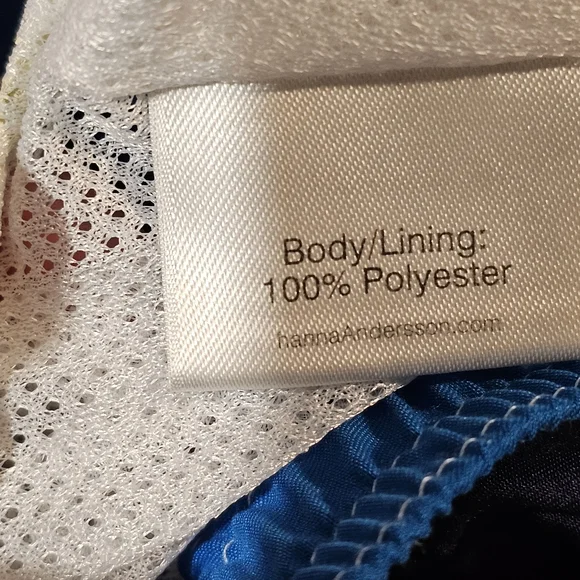 Body/Lining:
100% Polyester
hannaAndersson.com